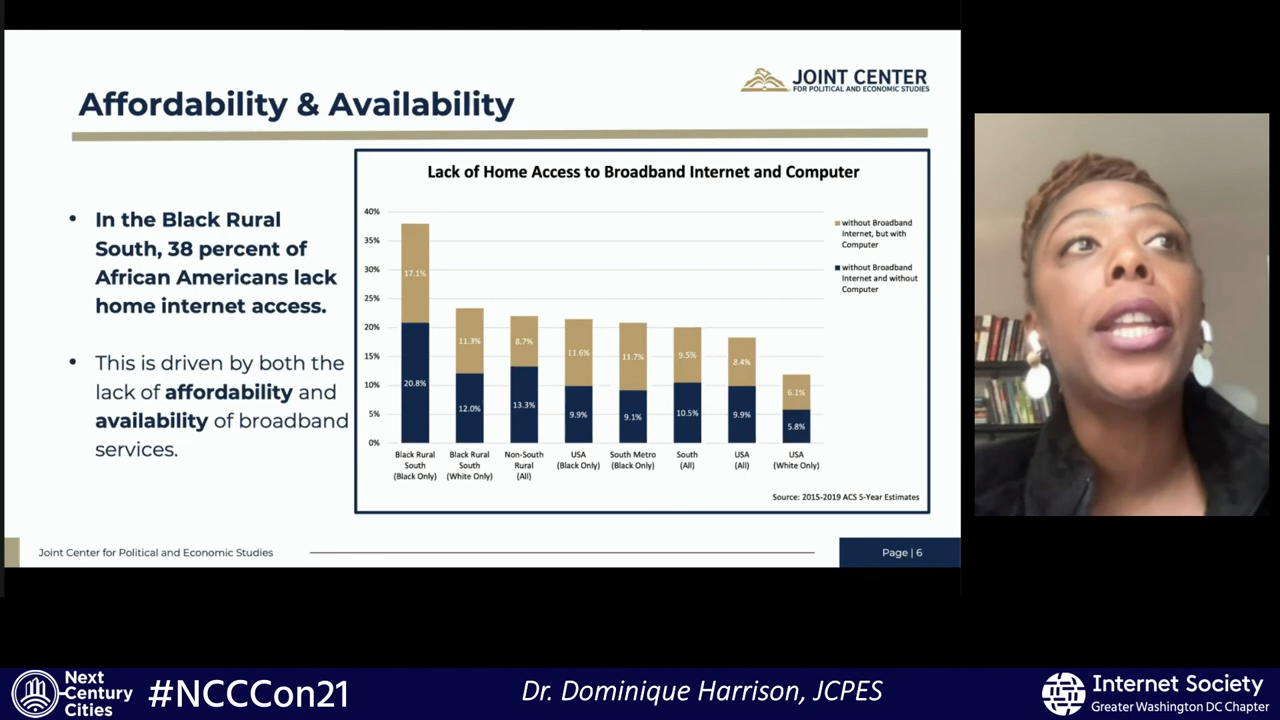 Affordability & Availability
JOINT CENTER
FOR POLITICAL AND ECONOMIC STUDIES
• In the Black Rural
South, 38 percent of
African Americans lack
home internet access.
• This is driven by both the
lack of affordability and
availability of broadband
services.
Lack of Home Access to Broadband Internet and Computer
40%
35%
30%
25%
20%
15%
10%
5%
0%
17.1%
20.8%
11.3%
12.0%
8.7%
13.3%
11.6%
9.9%
11.7%
9.1%
9.5%
10.5%
8.4%
9.9%
6.1%
5.8%
Black Rural
South
(Black Only)
Black Rural
South
(White Only)
Non-South
Rural
(All)
USA
(Black Only)
South Metro
(Black Only)
South
(All)
USA
(All)
USA
(White Only)
without Broadband
Internet, but with
Computer
without Broadband
Internet and without
Computer
Source: 2015-2019 ACS 5-Year Estimates
Joint Center for Political and Economic Studies
Page | 6
Next
Century
Cities
#NCCCon21
Dr. Dominique Harrison, JCPES
Internet Society
Greater Washington DC Chapter